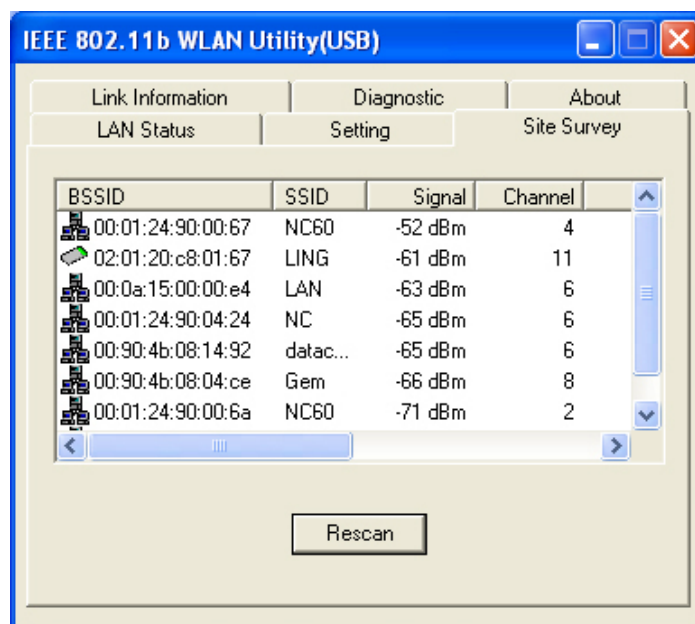 IEEE 802.11b WLAN Utility(USB)
Link Information Diagnostic About
LAN Status Setting Site Survey
BSSID SSID Signal Channel
00:01:24:90:00:67 NC60 -52 dBm 4
02:01:20:c8:01:67 LING -61 dBm 11
00:0a:15:00:00:e4 LAN -63 dBm 6
00:01:24:90:04:24 NC -65 dBm 6
00:90:4b:08:14:92 datac... -65 dBm 6
00:90:4b:08:04:ce Gem -66 dBm 8
00:01:24:90:00:6a NC60 -71 dBm 2
Rescan